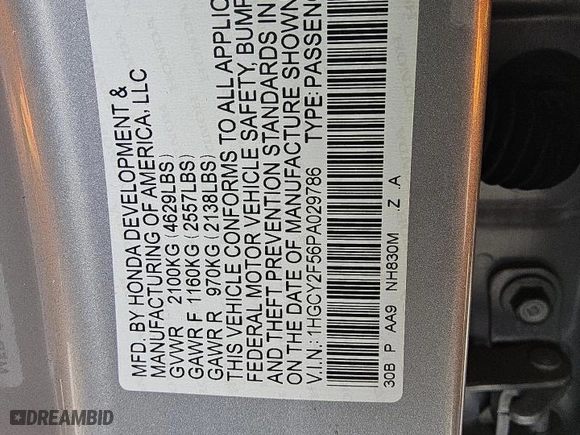 MFD. BY HONDA DEVELOPMENT &
MANUFACTURING OF AMERICA, LLC
GVWR 2100KG (4629LBS)
GAWR F 1160KG (2557LBS)
GAWR R 970KG (2138LBS)
THIS VEHICLE CONFORMS TO ALL APPLIC
FEDERAL MOTOR VEHICLE SAFETY, BUMP
AND THEFT PREVENTION STANDARDS IN
ON THE DATE OF MANUFACTURE SHOWN
V.I.N.: 1HGCY2F56PA029786 TYPE: PASSEN
30B P AA9 NH830M .Z .A
DREAMBID